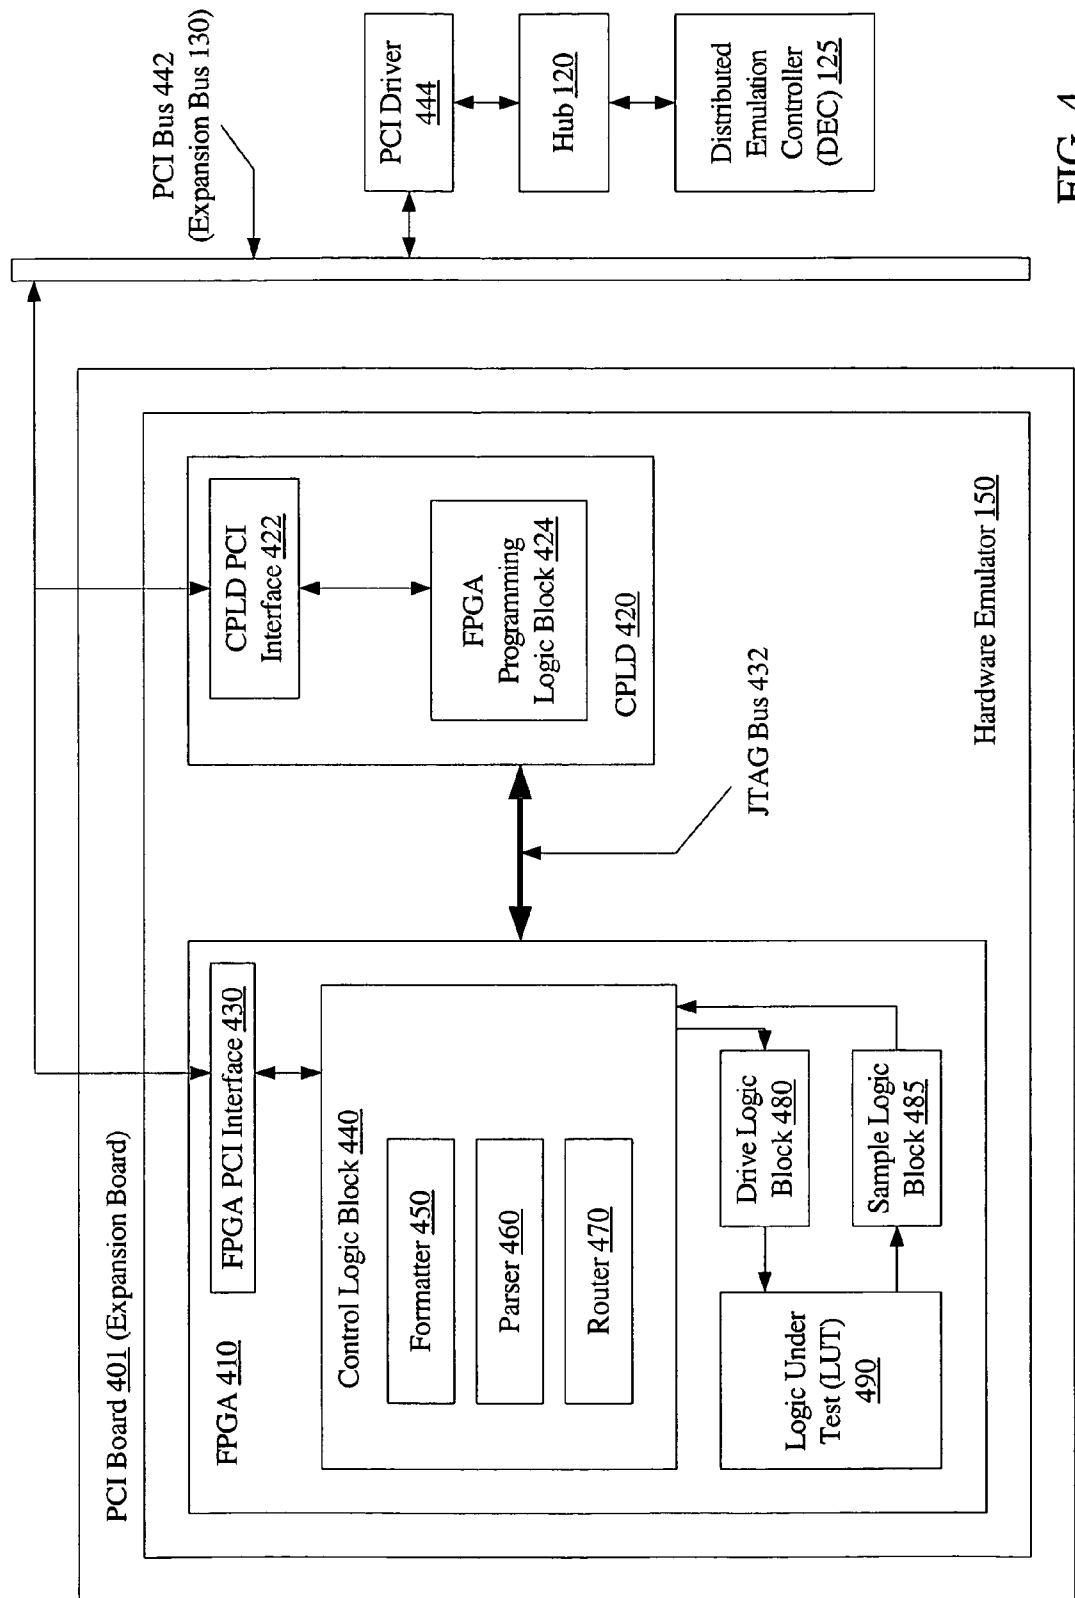 PCI Board 401 (Expansion Board)
FPGA 410
FPGA PCI Interface 430
Control Logic Block 440
Formatter 450
Parser 460
Router 470
Logic Under
Test (LUT)
490
Drive Logic
Block 480
Sample Logic
Block 485
JTAG Bus 432
CPLD PCI
Interface 422
FPGA
Programming
Logic Block 424
CPLD 420
Hardware Emulator 150
PCI Bus 442
(Expansion Bus 130)
PCI Driver
444
Hub 120
Distributed
Emulation
Controller
(DEC) 125
FIG. 4